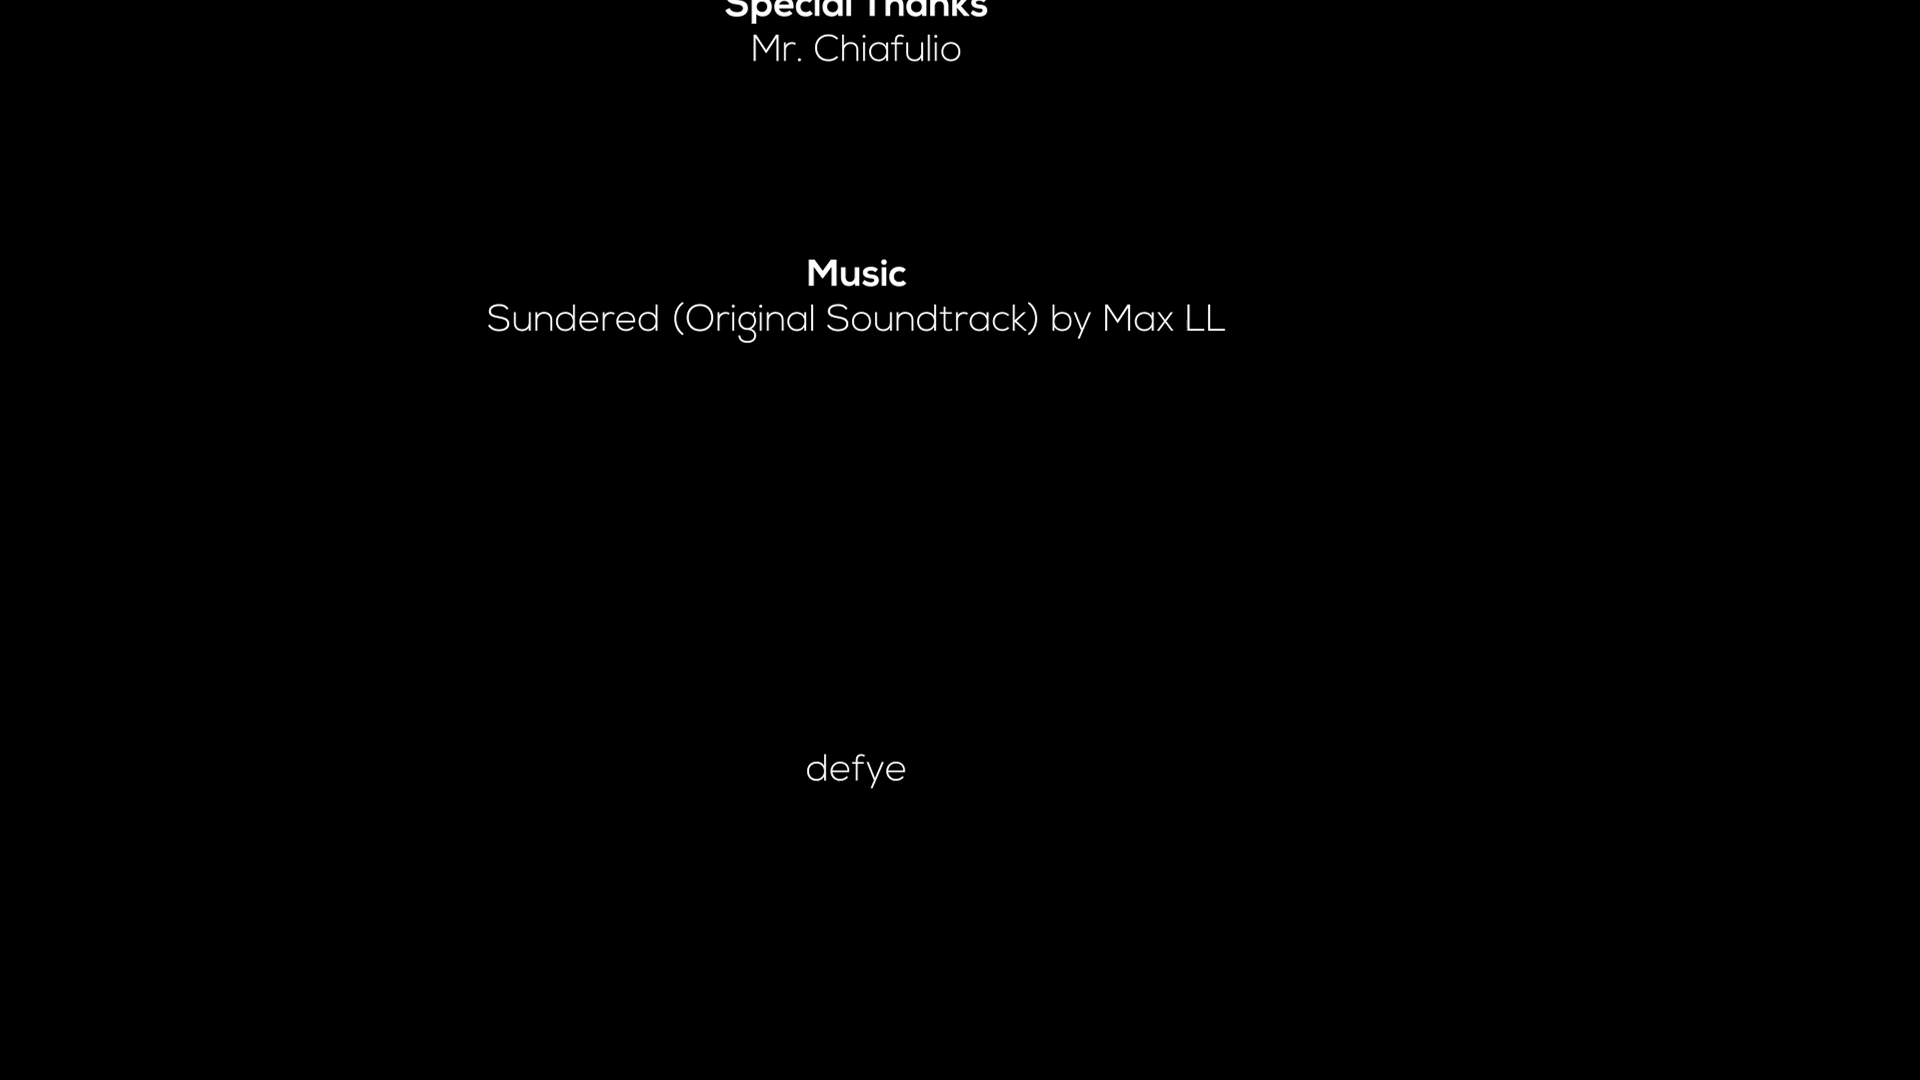 Special Thanks
Mr. Chiafulio
Music
Sundered (Original Soundtrack) by Max LL
defye